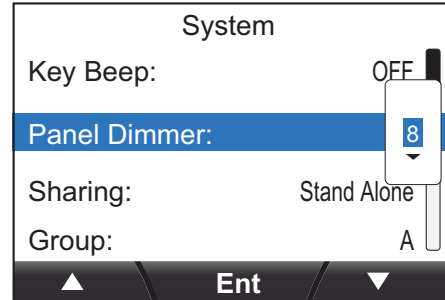 System
Key Beep: OFF
Panel Dimmer: 8
Sharing: Stand Alone
Group: A
Ent